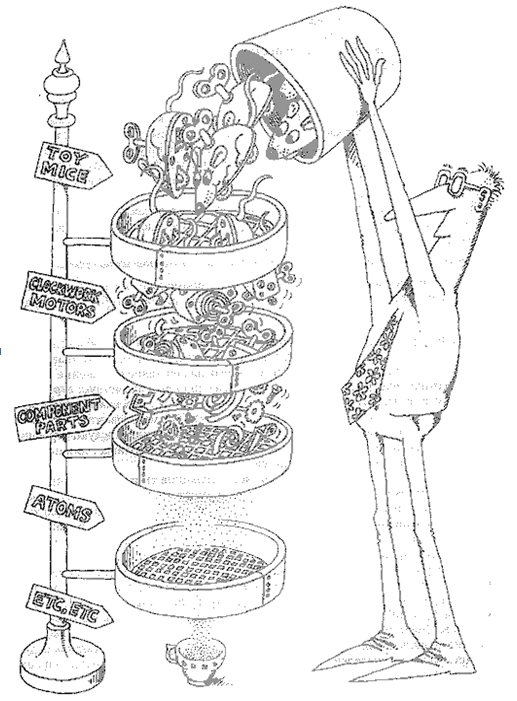 TOY
MICE
CLOCKWORK
MOTORS
COMPONENT
PARTS
ATOMS
ETC, ETC